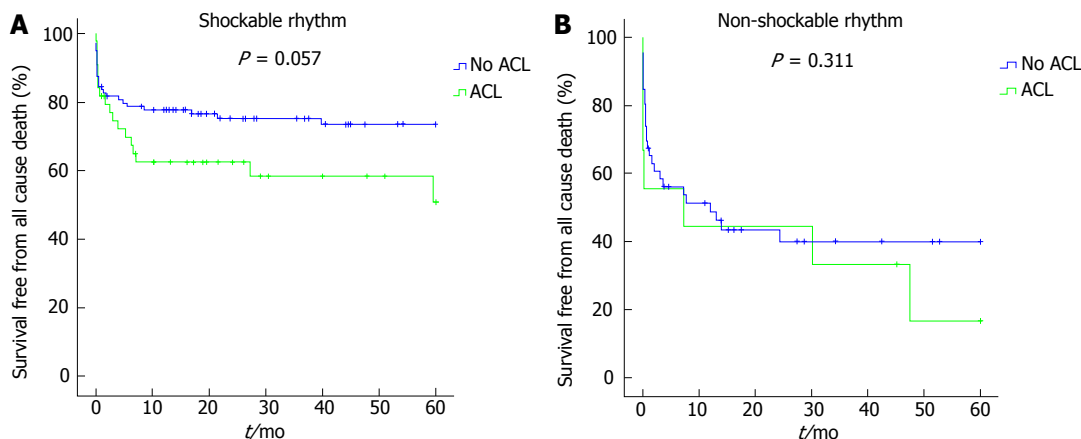 A
Shockable rhythm
P = 0.057
No ACL
ACL
Survival free from all cause death (%)
100
80
60
40
20
0
0 10 20 30 40 50 60
t/mo
B
Non-shockable rhythm
P = 0.311
No ACL
ACL
Survival free from all cause death (%)
100
80
60
40
20
0
0 10 20 30 40 50 60
t/mo